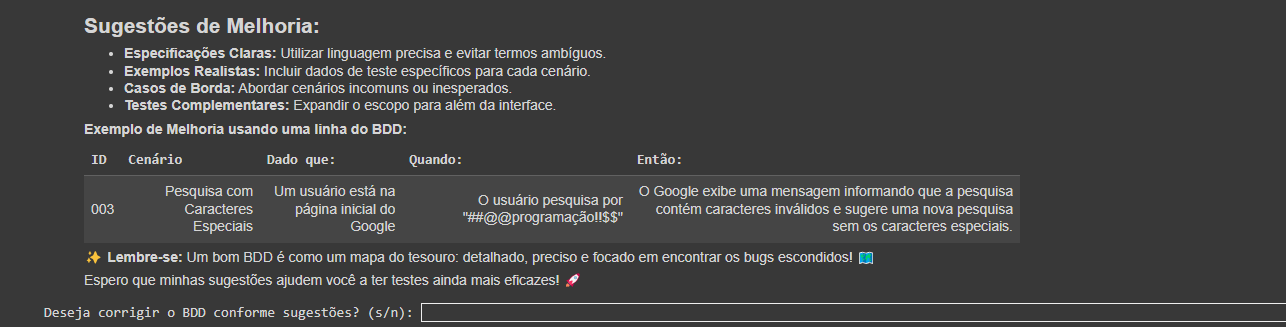 Sugestões de Melhoria:
• Especificações Claras: Utilizar linguagem precisa e evitar termos ambíguos.
• Exemplos Realistas: Incluir dados de teste específicos para cada cenário.
• Casos de Borda: Abordar cenários incomuns ou inesperados.
• Testes Complementares: Expandir o escopo para além da interface.
Exemplo de Melhoria usando uma linha do BDD:
ID Cenário Dado que: Quando: Então:
003
Pesquisa com
Caracteres
Especiais
Um usuário está na
página inicial do
Google
O usuário pesquisa por
"##@@programação!!$$"
O Google exibe uma mensagem informando que a pesquisa
contém caracteres inválidos e sugere uma nova pesquisa
sem os caracteres especiais.
✨ Lembre-se: Um bom BDD é como um mapa do tesouro: detalhado, preciso e focado em encontrar os bugs escondidos! 🗺️
Espero que minhas sugestões ajudem você a ter testes ainda mais eficazes! 🚀
Deseja corrigir o BDD conforme sugestões? (s/n):